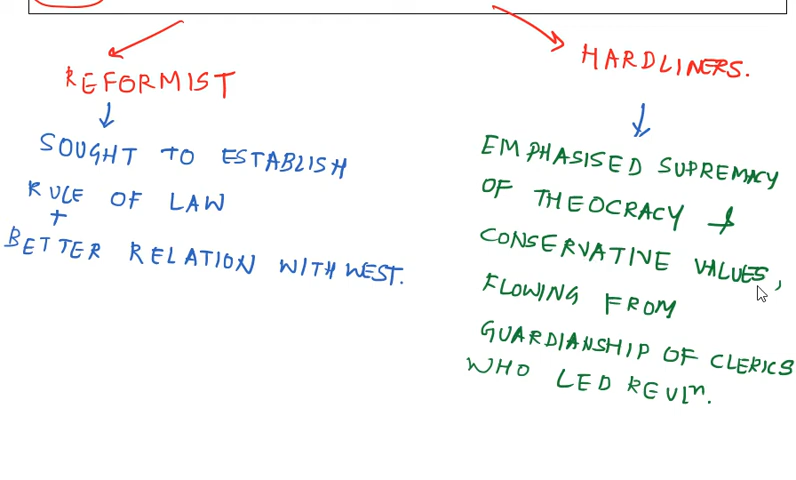 REFORMIST
SOUGHT TO ESTABLISH
RULE OF LAW
+
BETTER RELATION WITH WEST.
HARDLINERS.
EMPHASISED SUPREMACY
OF THEOCRACY &
CONSERVATIVE VALUES,
FLOWING FROM
GUARDIANSHIP OF CLERICS
WHO LED REVLⁿ.